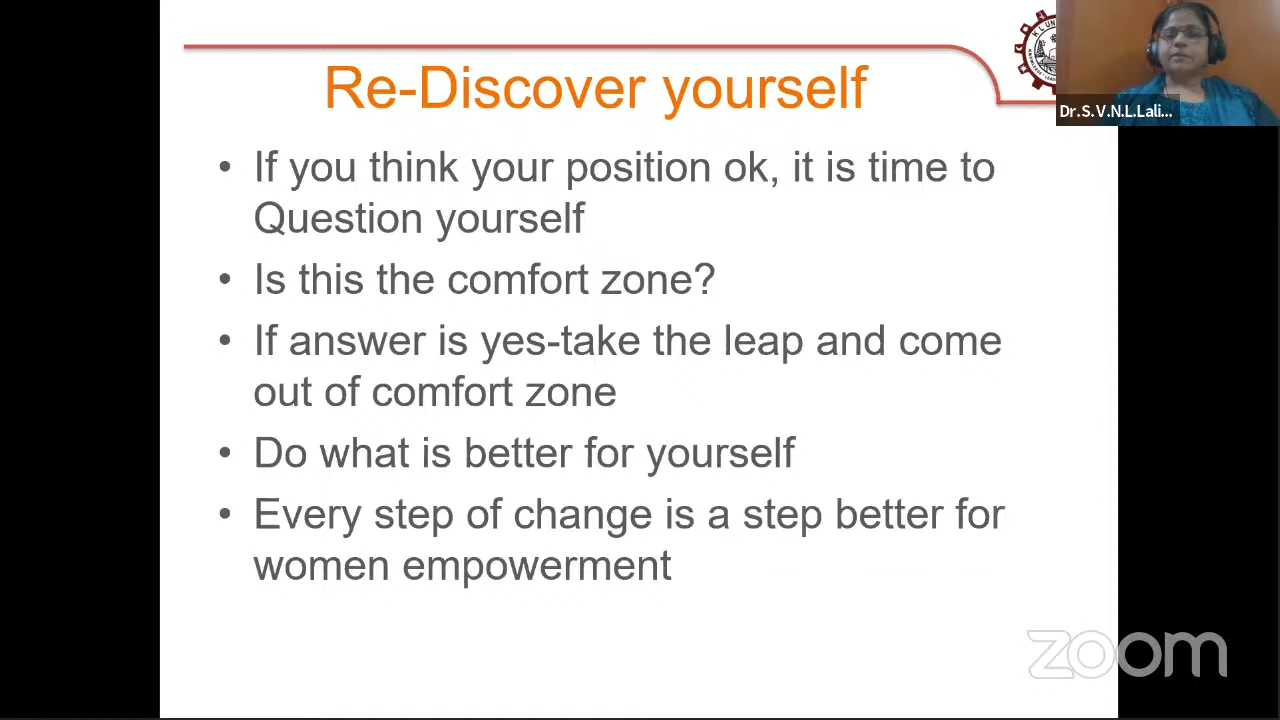 Re-Discover yourself
Dr.S.V.N.L.Lali...
• If you think your position ok, it is time to
Question yourself
• Is this the comfort zone?
• If answer is yes-take the leap and come
out of comfort zone
• Do what is better for yourself
• Every step of change is a step better for
women empowerment
zoom